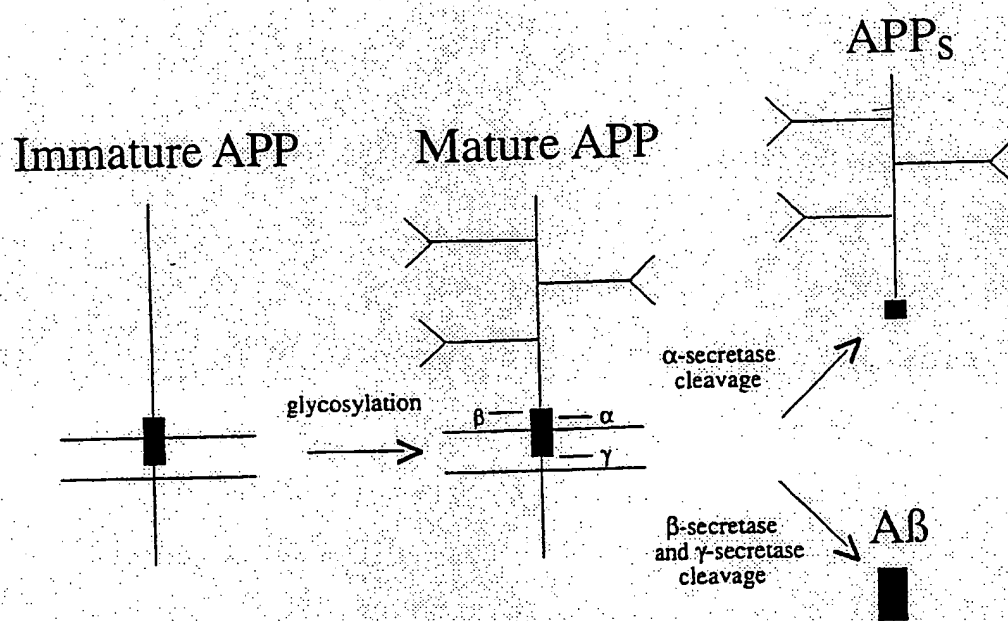 Immature APP
Mature APP
APPs
glycosylation
β
α
γ
α-secretase
cleavage
β-secretase
and γ-secretase
cleavage
Aß